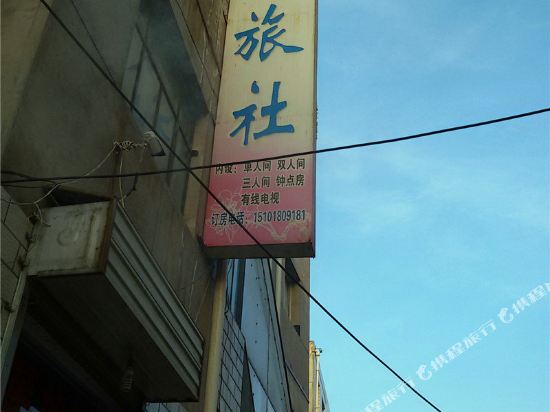 旅社
内设：单人间 双人间
三人间 钟点房
有线电视
订房电话：15101809181
携程旅行
携程旅行